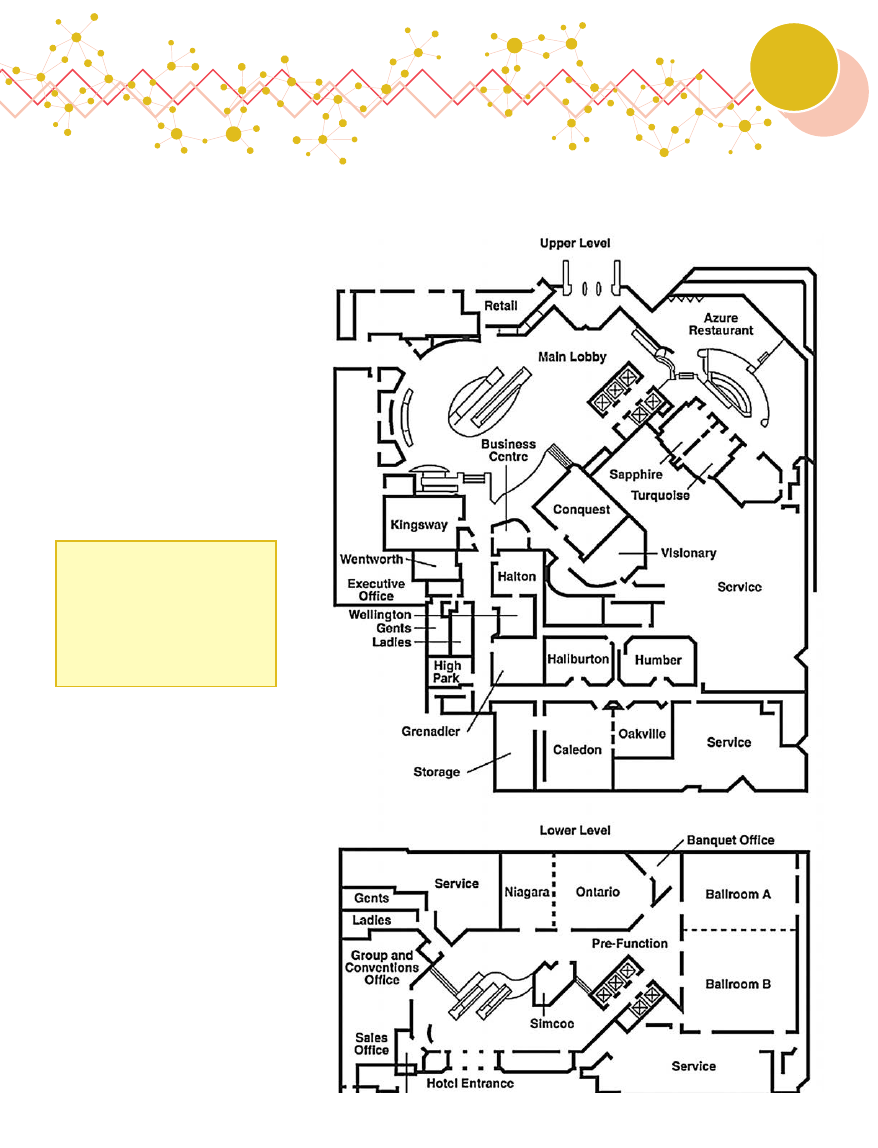 Upper Level
Retail
Azure
Restaurant
Main Lobby
Business
Centre
Sapphire
Turquoise
Conquest
Kingsway
Visionary
Wentworth
Halton
Service
Executive
Office
Wellington
Gents
Ladies
Haliburton
Humber
High
Park
Grenadier
Oakville
Service
Caledon
Storage
Lower Level
Banquet Office
Service
Niagara
Ontario
Ballroom A
Gents
Ladies
Pre-Function
Group and
Conventions
Office
Ballroom B
Simcoe
Sales
Office
Service
Hotel Entrance